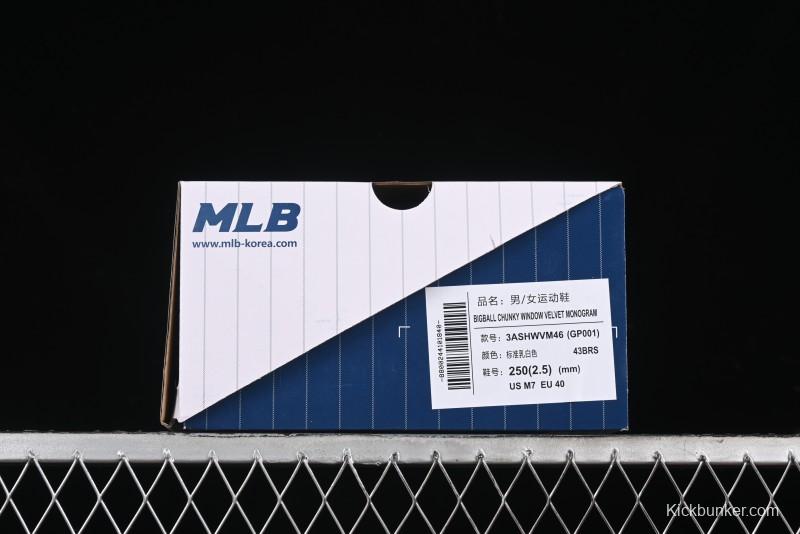 MLB
www.mlb-korea.com
品名：男/女运动鞋
BIGBALL CHUNKY WINDOW VELVET MONOGRAM
款号：3ASHWVM46 (GP001)
颜色：标准乳白色 43BRS
鞋号：250(2.5) (mm)
US M7 EU 40
Kickbunker.com